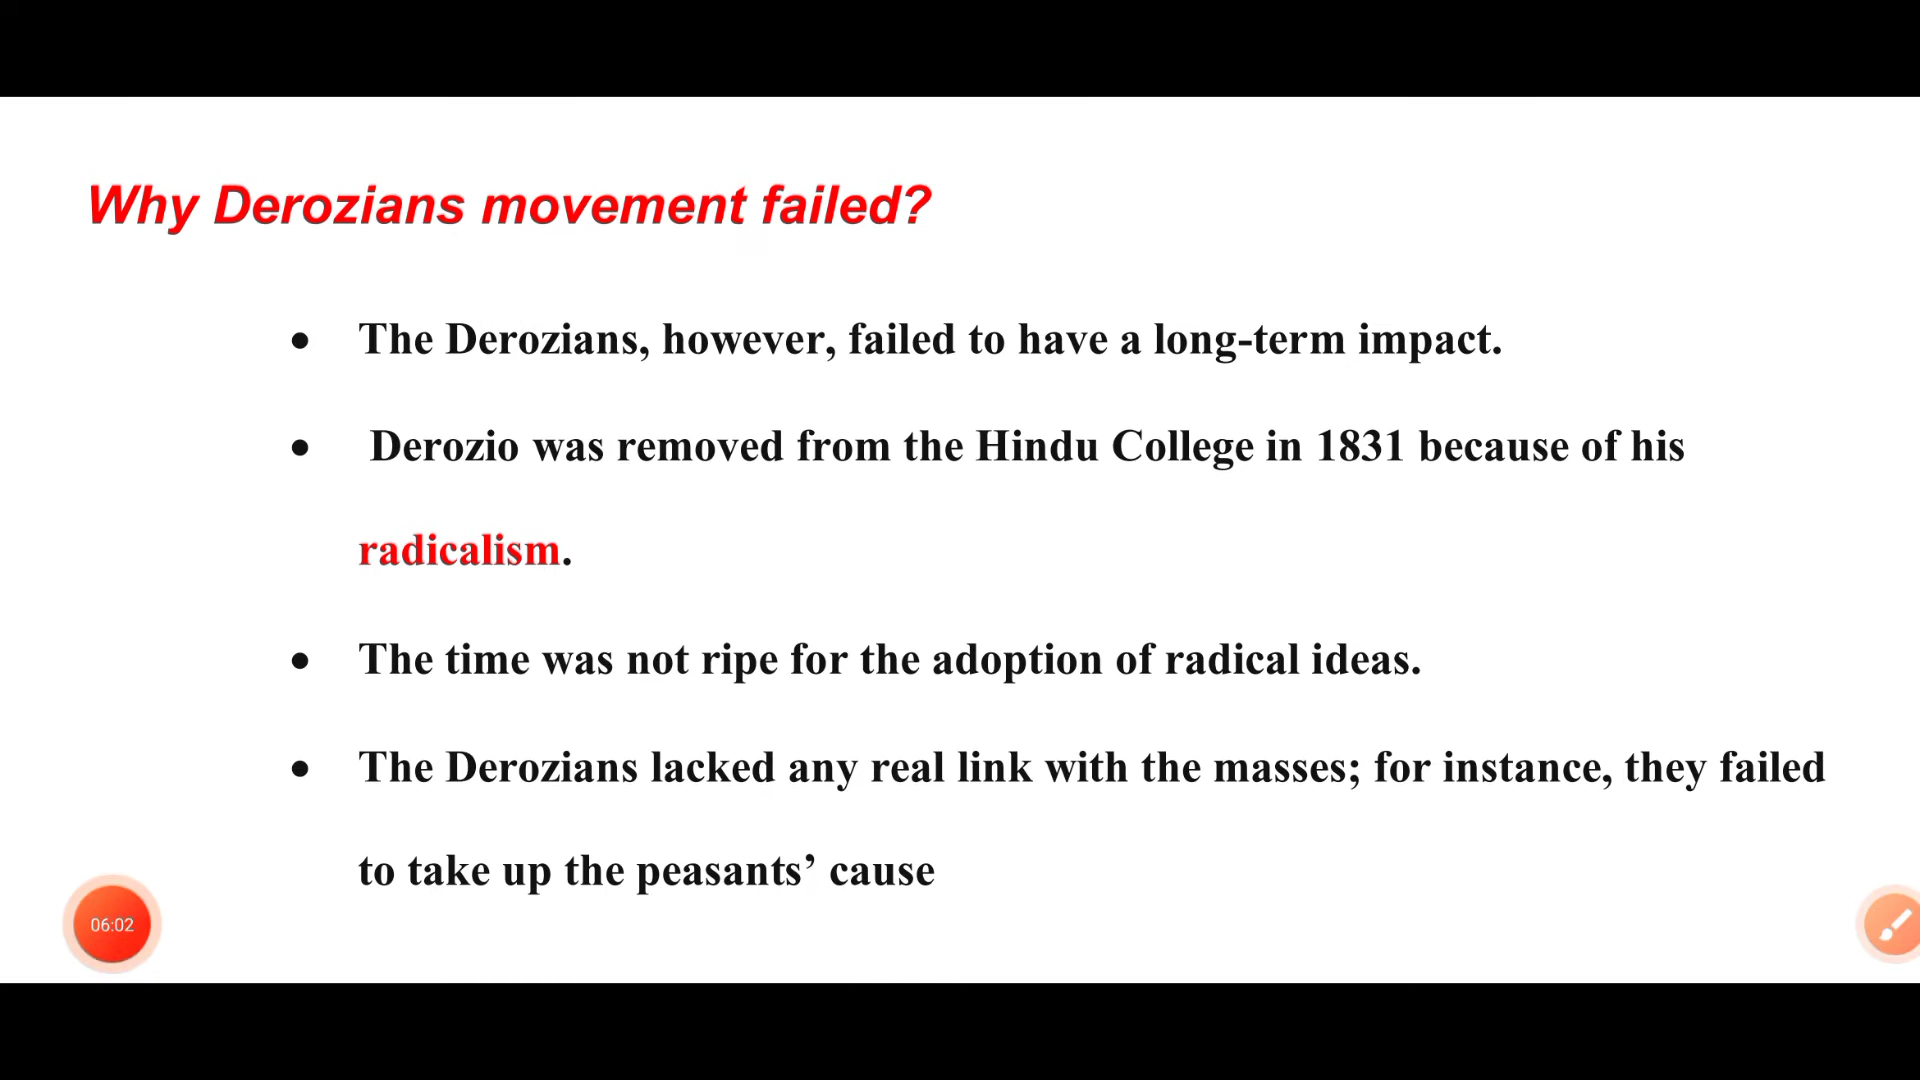 Why Derozians movement failed?
• The Derozians, however, failed to have a long-term impact.
• Derozio was removed from the Hindu College in 1831 because of his
radicalism.
• The time was not ripe for the adoption of radical ideas.
• The Derozians lacked any real link with the masses; for instance, they failed
to take up the peasants’ cause
06:02